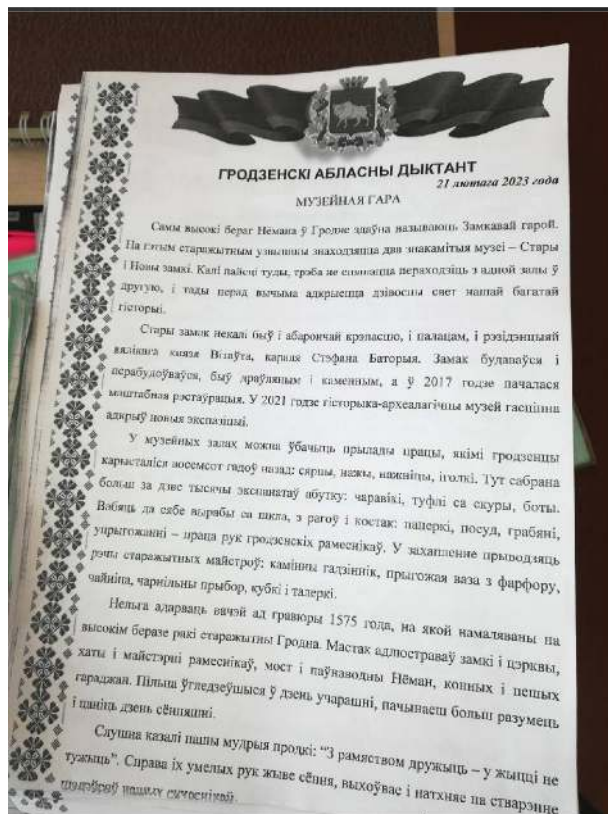 ГРОДЗЕНСКІ АБЛАСНЫ ДЫКТАНТ
21 лютага 2023 года
МУЗЕЙНАЯ ГАРА
Самы высокі бераг Нёмана ў Гродне здаўна называюць Замкавай гарой.
На гэтым старажытным узвышшы знаходзяцца два знакамітыя музеі – Стары
і Новы замкі. Калі пайсці туды, трэба не спяшаючы пераходзіць з адной залы ў
другую, і тады перад вачыма адкрыецца дзівосны свет нашай багатай
гісторыі.
Стары замак некалі быў і абарончай крэпасцю, і палацам, і рэзідэнцыяй
вялікага князя Вітаўта, караля Стэфана Баторыя. Замак будаваўся і
перабудоўваўся, быў драўляным і каменным, а ў 2017 годзе пачалася
маштабная рэстаўрацыя. У 2021 годзе гісторыка-археалагічны музей гасцінна
адкрыў новыя экспазіцыі.
У музейных залах можна ўбачыць прылады працы, якімі гродзенцы
карысталіся восемсот гадоў назад: сярпы, нажы, нажніцы, іголкі. Тут сабрана
больш за дзве тысячы экспанатаў абутку: чаравікі, туфлі са скуры, боты.
Вабяць да сябе вырабы са шкла, з рагоў і костак: пацеркі, посуд, грабяні,
упрыгожанні – праца рук гродзенскіх рамеснікаў. У захапленне прыводзяць
рэчы старажытных майстроў: камінны гадзіннік, прыгожая ваза з фарфору,
чайніца, чарнільны прыбор, кубкі і талеркі.
Нельга адарваць вачэй ад гравюры 1575 года, на якой намаляваны на
высокім беразе ракі старажытны Гродна. Мастак адлюстраваў замкі і цэрквы,
хаты і майстэрні рамеснікаў, мост і паўнаводны Нёман, конных і пешых
гараджан. Пільна ўгледзеўшыся ў дзень учарашні, пачынаеш больш разумець
і цаніць дзень сённяшні.
Слушна казалі нашы мудрыя продкі: “З рамяством дружыць – у жыцці не
тужыць”. Справа іх умелых рук жыве сёння, выхоўвае і натхняе на стварэнне
шэдэўраў нашых сучаснікаў.